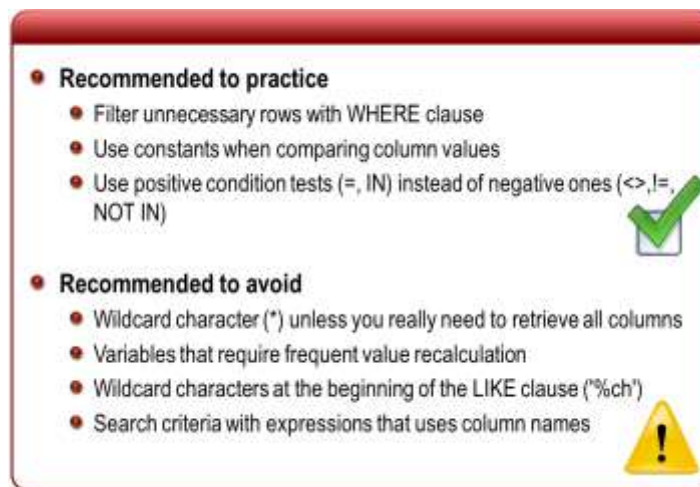 Recommended to practice
Filter unnecessary rows with WHERE clause
Use constants when comparing column values
Use positive condition tests (=, IN) instead of negative ones (<>,!=,
NOT IN)
Recommended to avoid
Wildcard character (*) unless you really need to retrieve all columns
Variables that require frequent value recalculation
Wildcard characters at the beginning of the LIKE clause ('%ch')
Search criteria with expressions that uses column names